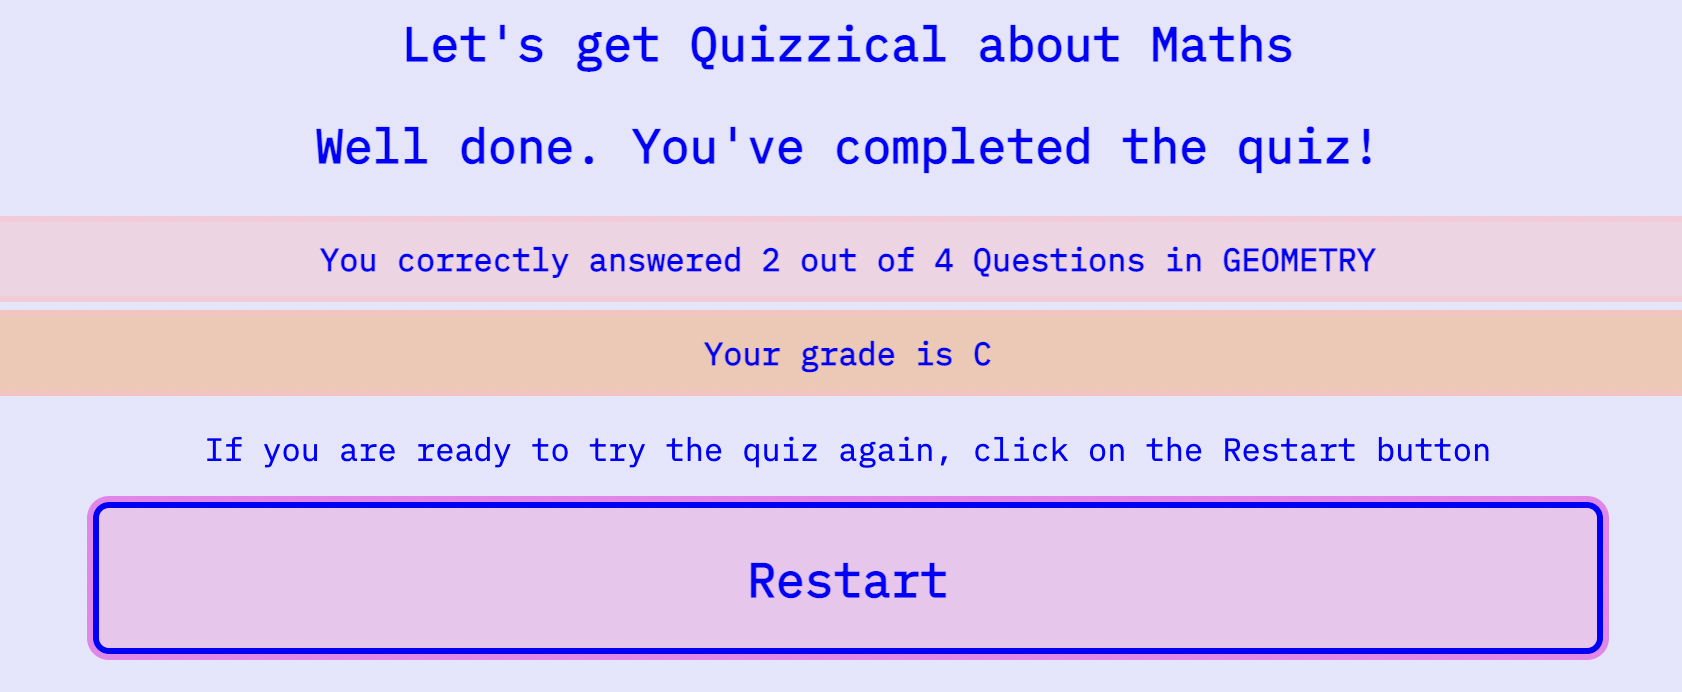 Let's get Quizzical about Maths
Well done. You've completed the quiz!
You correctly answered 2 out of 4 Questions in GEOMETRY
Your grade is C
If you are ready to try the quiz again, click on the Restart button
Restart